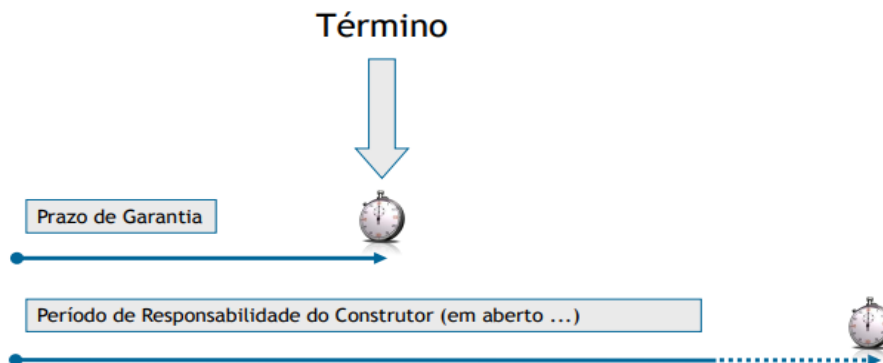 Término
Prazo de Garantia
Período de Responsabilidade do Construtor (em aberto ...)